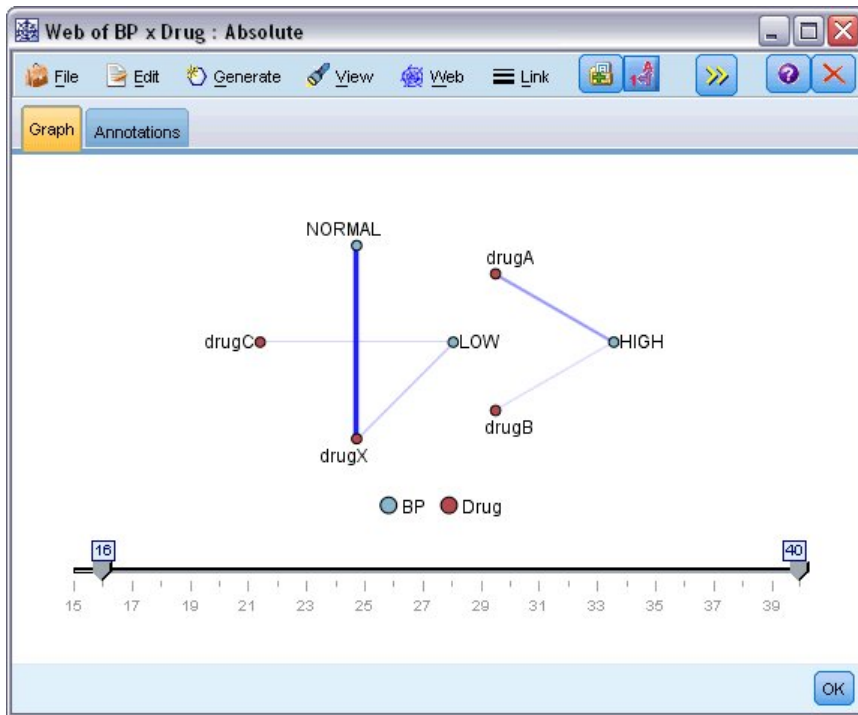 Web of BP x Drug : Absolute
File Edit Generate View Web Link
Graph Annotations
NORMAL
drugA
drugC LOW HIGH
drugB
drugX
BP Drug
16 40
15 17 19 21 23 25 27 29 31 33 35 37 39
OK